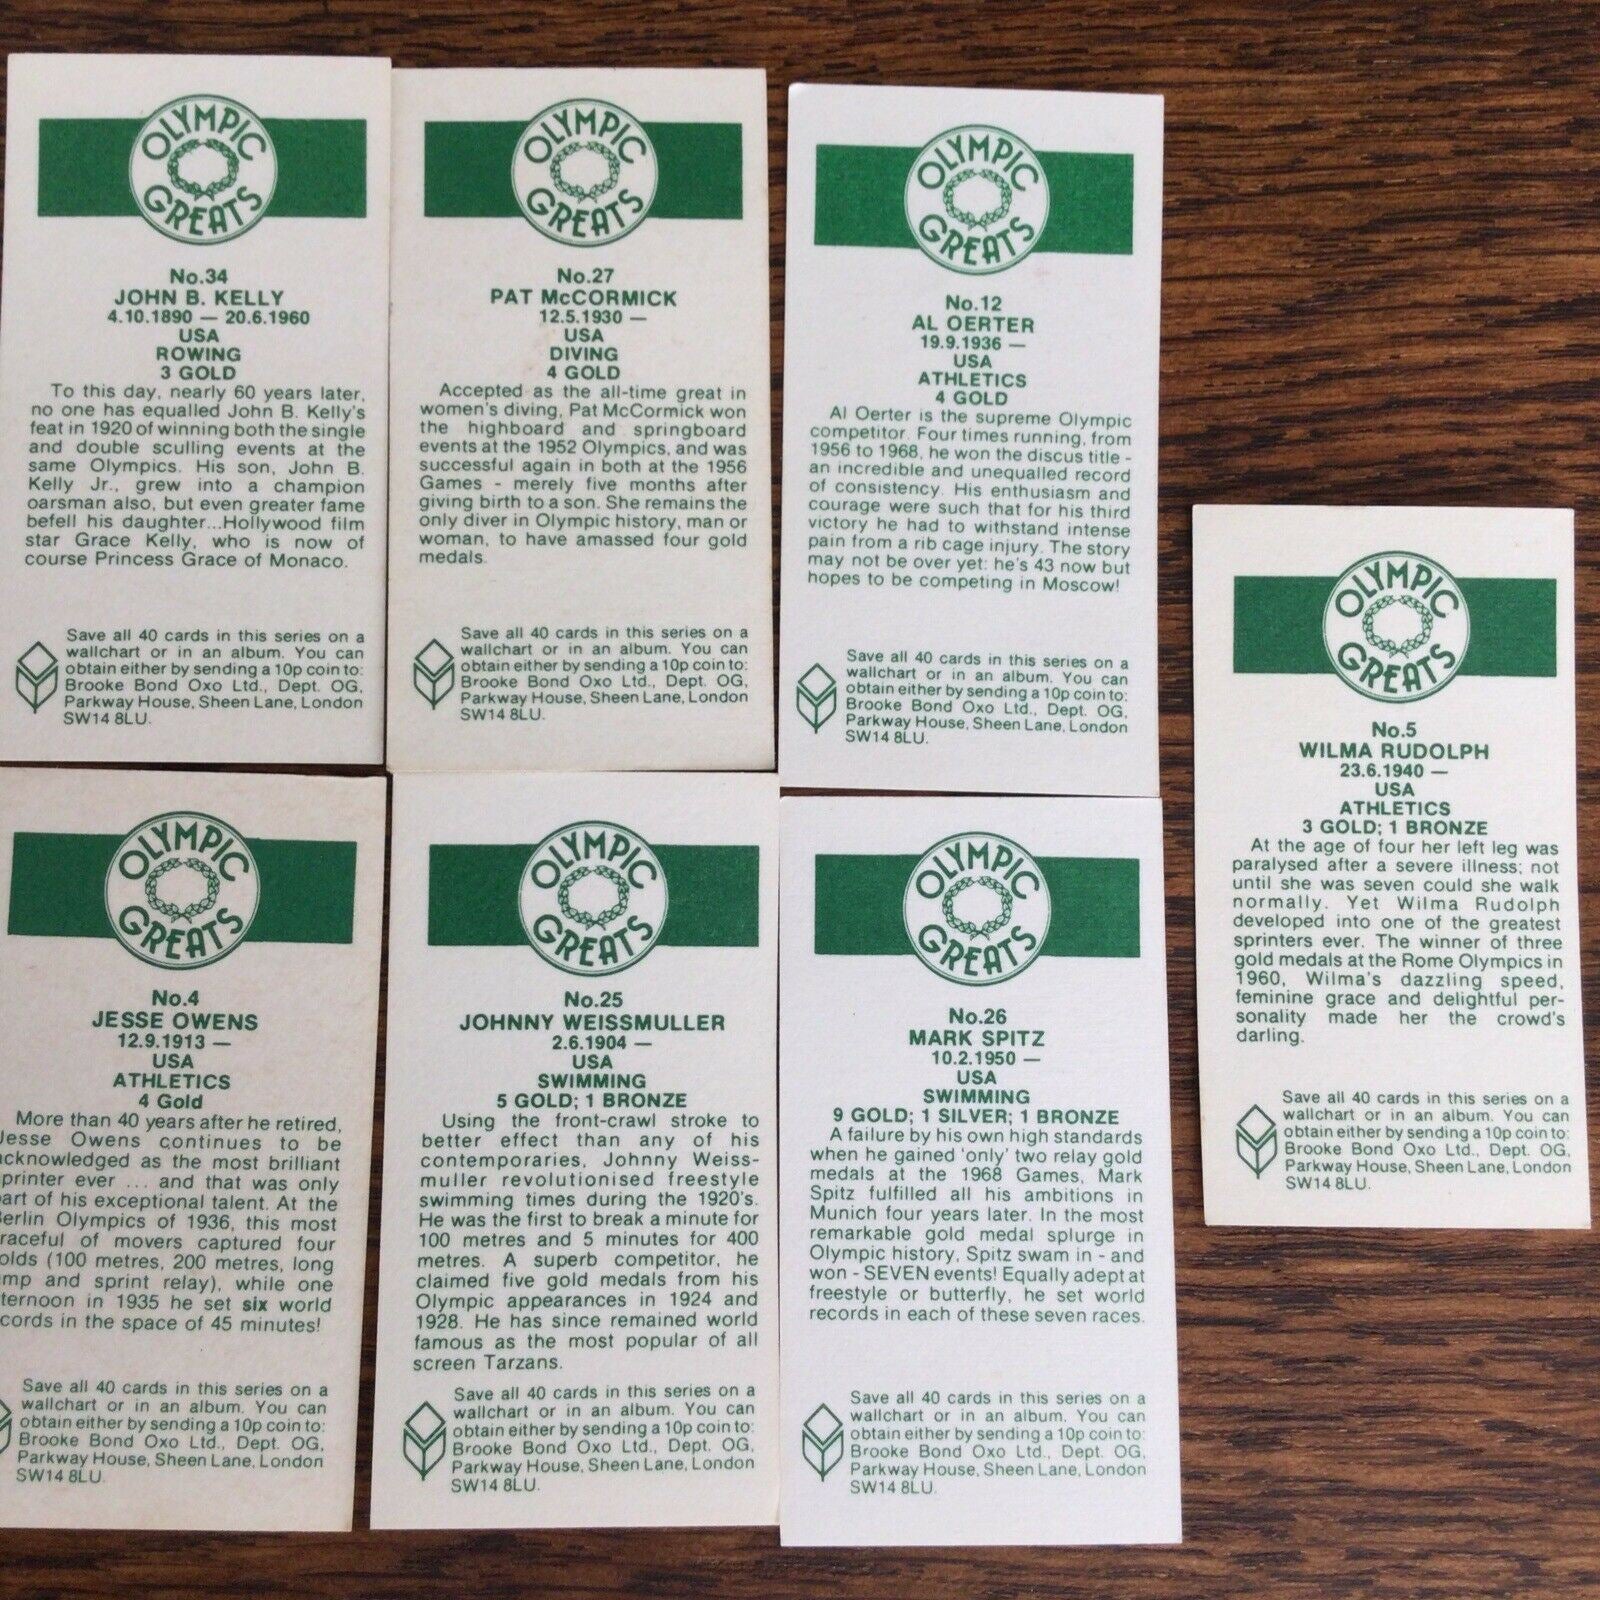 OLYMPIC
GREATS
No.34
JOHN B. KELLY
4.10.1890 — 20.6.1960
USA
ROWING
3 GOLD
To this day, nearly 60 years later,
no one has equalled John B. Kelly's
feat in 1920 of winning both the single
and double sculling events at the
same Olympics. His son, John B.
Kelly Jr., grew into a champion
oarsman also, but even greater fame
befell his daughter...Hollywood film
star Grace Kelly, who is now of
course Princess Grace of Monaco.
Save all 40 cards in this series on a
wallchart or in an album. You can
obtain either by sending a 10p coin to:
Brooke Bond Oxo Ltd., Dept. OG,
Parkway House, Sheen Lane, London
SW14 8LU.
OLYMPIC
GREATS
No.27
PAT McCORMICK
12.5.1930 —
USA
DIVING
4 GOLD
Accepted as the all-time great in
women's diving, Pat McCormick won
the highboard and springboard
events at the 1952 Olympics, and was
successful again in both at the 1956
Games - merely five months after
giving birth to a son. She remains the
only diver in Olympic history, man or
woman, to have amassed four gold
medals.
Save all 40 cards in this series on a
wallchart or in an album. You can
obtain either by sending a 10p coin to:
Brooke Bond Oxo Ltd., Dept. OG,
Parkway House, Sheen Lane, London
SW14 8LU.
OLYMPIC
GREATS
No.12
AL OERTER
19.9.1936 —
USA
ATHLETICS
4 GOLD
Al Oerter is the supreme Olympic
competitor. Four times running, from
1956 to 1968, he won the discus title -
an incredible and unequalled record
of consistency. His enthusiasm and
courage were such that for his third
victory he had to withstand intense
pain from a rib cage injury. The story
may not be over yet: he's 43 now but
hopes to be competing in Moscow!
Save all 40 cards in this series on a
wallchart or in an album. You can
obtain either by sending a 10p coin to:
Brooke Bond Oxo Ltd., Dept. OG,
Parkway House, Sheen Lane, London
SW14 8LU.
OLYMPIC
GREATS
No.5
WILMA RUDOLPH
23.6.1940 —
USA
ATHLETICS
3 GOLD; 1 BRONZE
At the age of four her left leg was
paralysed after a severe illness; not
until she was seven could she walk
normally. Yet Wilma Rudolph
developed into one of the greatest
sprinters ever. The winner of three
gold medals at the Rome Olympics in
1960, Wilma's dazzling speed,
feminine grace and delightful per-
sonality made her the crowd's
darling.
Save all 40 cards in this series on a
wallchart or in an album. You can
obtain either by sending a 10p coin to:
Brooke Bond Oxo Ltd., Dept. OG,
Parkway House, Sheen Lane, London
SW14 8LU.
OLYMPIC
GREATS
No.4
JESSE OWENS
12.9.1913 —
USA
ATHLETICS
4 Gold
More than 40 years after he retired,
Jesse Owens continues to be
acknowledged as the most brilliant
printer ever ... and that was only
art of his exceptional talent. At the
Berlin Olympics of 1936, this most
raceful of movers captured four
olds (100 metres, 200 metres, long
mp and sprint relay), while one
ternoon in 1935 he set six world
cords in the space of 45 minutes!
Save all 40 cards in this series on a
wallchart or in an album. You can
obtain either by sending a 10p coin to:
Brooke Bond Oxo Ltd., Dept. OG,
Parkway House, Sheen Lane, London
SW14 8LU.
OLYMPIC
GREATS
No.25
JOHNNY WEISSMULLER
2.6.1904 —
USA
SWIMMING
5 GOLD; 1 BRONZE
Using the front-crawl stroke to
better effect than any of his
contemporaries, Johnny Weiss-
muller revolutionised freestyle
swimming times during the 1920's.
He was the first to break a minute for
100 metres and 5 minutes for 400
metres. A superb competitor, he
claimed five gold medals from his
Olympic appearances in 1924 and
1928. He has since remained world
famous as the most popular of all
screen Tarzans.
Save all 40 cards in this series on a
wallchart or in an album. You can
obtain either by sending a 10p coin to:
Brooke Bond Oxo Ltd., Dept. OG,
Parkway House, Sheen Lane, London
SW14 8LU.
OLYMPIC
GREATS
No.26
MARK SPITZ
10.2.1950 —
USA
SWIMMING
9 GOLD; 1 SILVER; 1 BRONZE
A failure by his own high standards
when he gained 'only' two relay gold
medals at the 1968 Games, Mark
Spitz fulfilled all his ambitions in
Munich four years later. In the most
remarkable gold medal splurge in
Olympic history, Spitz swam in - and
won - SEVEN events! Equally adept at
freestyle or butterfly, he set world
records in each of these seven races.
Save all 40 cards in this series on a
wallchart or in an album. You can
obtain either by sending a 10p coin to:
Brooke Bond Oxo Ltd., Dept. OG,
Parkway House, Sheen Lane, London
SW14 8LU.